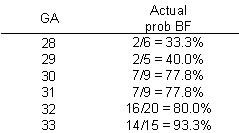 GA Actual
prob BF
28 2/6 = 33.3%
29 2/5 = 40.0%
30 7/9 = 77.8%
31 7/9 = 77.8%
32 16/20 = 80.0%
33 14/15 = 93.3%